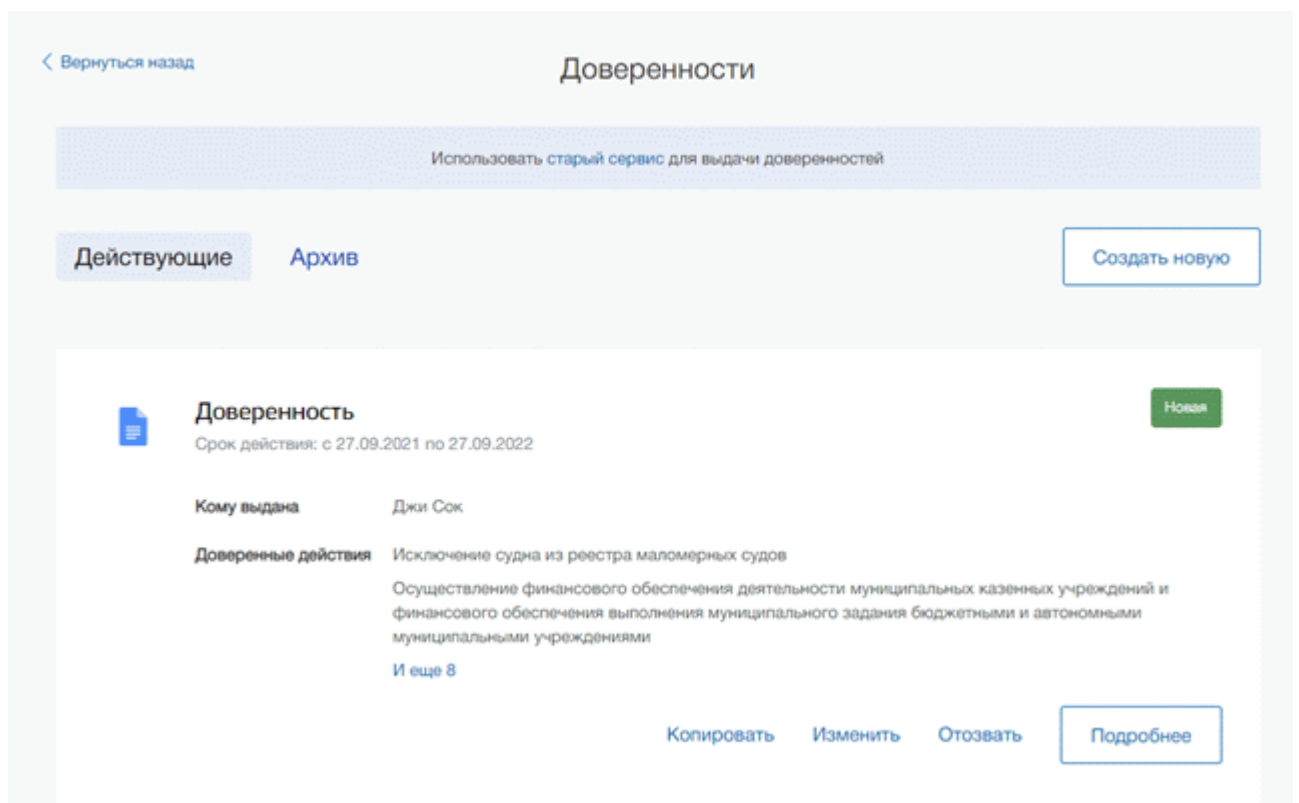 Вернуться назад
Доверенности
Использовать старый сервис для выдачи доверенностей
Действующие Архив Создать новую
Доверенность Новая
Срок действия: с 27.09.2021 по 27.09.2022
Кому выдана Джи Сок
Доверенные действия Исключение судна из реестра маломерных судов
Осуществление финансового обеспечения деятельности муниципальных казенных учреждений и
финансового обеспечения выполнения муниципального задания бюджетными и автономными
муниципальными учреждениями
И еще 8
Копировать Изменить Отозвать Подробнее